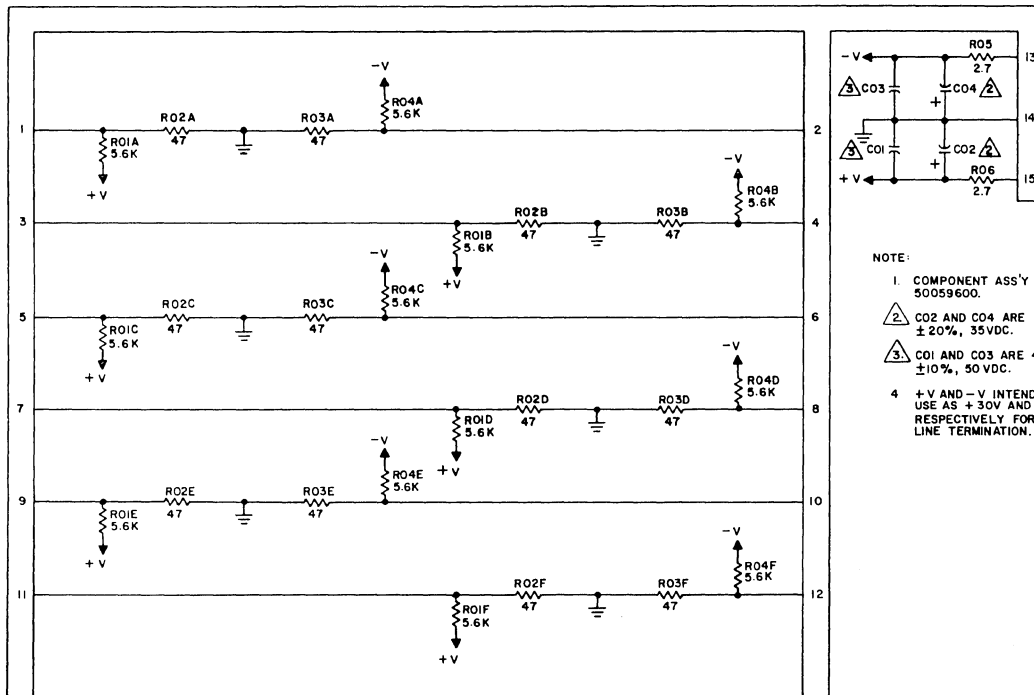 -V
R04A
5.6K
R02A
R03A
1
2
47
47
R01A
5.6K
+V
-V
R04B
5.6K
R02B
R03B
3
4
47
47
R01B
5.6K
+V
-V
R04C
5.6K
R02C
R03C
5
6
47
47
R01C
5.6K
+V
-V
R04D
5.6K
R02D
R03D
7
8
47
47
R01D
5.6K
+V
-V
R04E
5.6K
R02E
R03E
9
10
47
47
R01E
5.6K
+V
-V
R04F
5.6K
R02F
R03F
11
12
47
47
R01F
5.6K
+V
R05
-V
13
2.7
3 C03
+ C04 2
14
3 C01
+ C02 2
R06
+V
15
2.7
NOTE:
1. COMPONENT ASS'Y
50059600.
2. C02 AND C04 ARE
±20%, 35VDC.
3. C01 AND C03 ARE
±10%, 50VDC.
4 +V AND -V INTEND
USE AS +30V AND
RESPECTIVELY FOR
LINE TERMINATION.